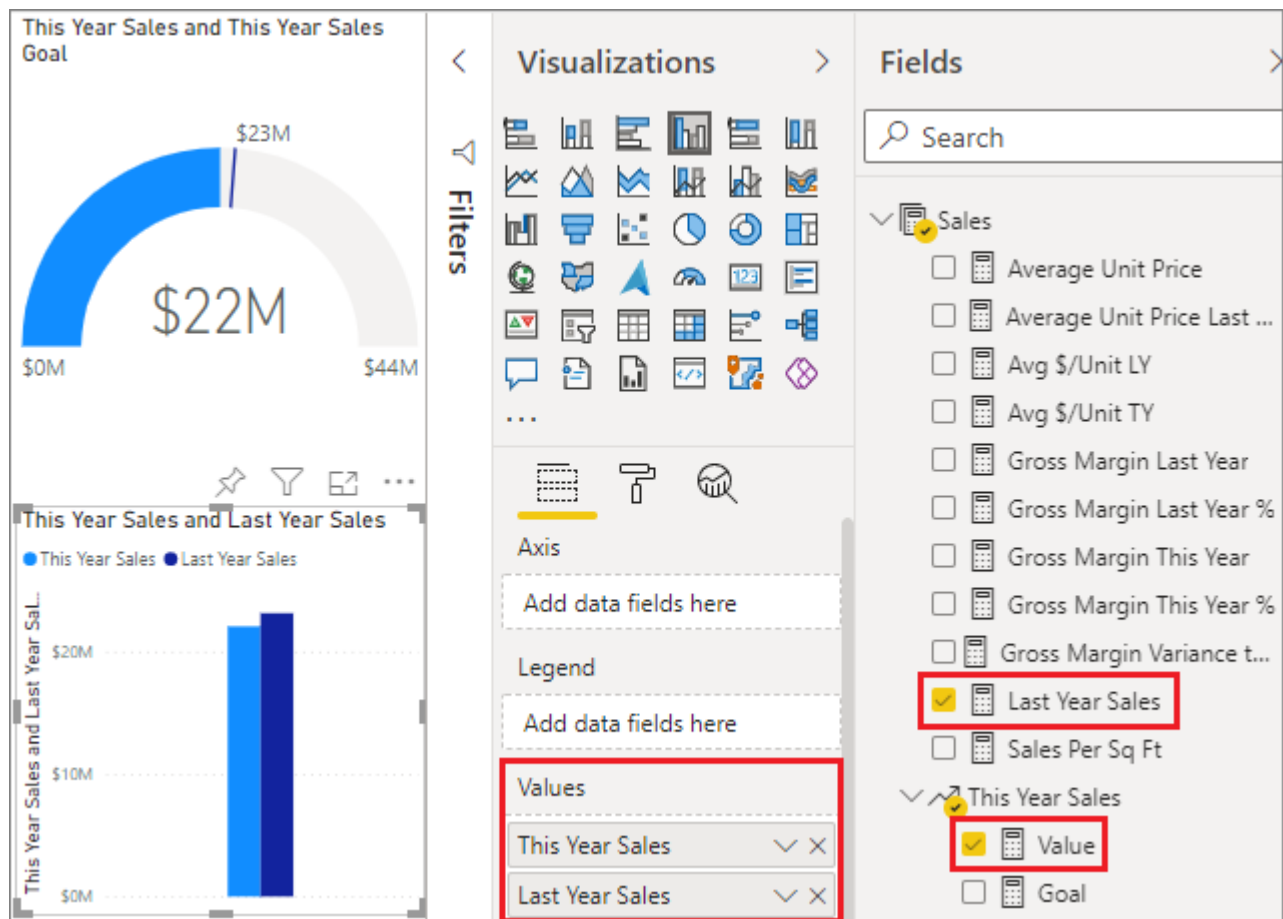 This Year Sales and This Year Sales
Goal
$23M
$22M
$0M
$44M
This Year Sales and Last Year Sales
This Year Sales
Last Year Sales
This Year Sales and Last Year Sal...
$20M
$10M
$0M
Filters
Visualizations
123
</>
...
Axis
Add data fields here
Legend
Add data fields here
Values
This Year Sales
Last Year Sales
Fields
Search
Sales
Average Unit Price
Average Unit Price Last ...
Avg $/Unit LY
Avg $/Unit TY
Gross Margin Last Year
Gross Margin Last Year %
Gross Margin This Year
Gross Margin This Year %
Gross Margin Variance t...
Last Year Sales
Sales Per Sq Ft
This Year Sales
Value
Goal